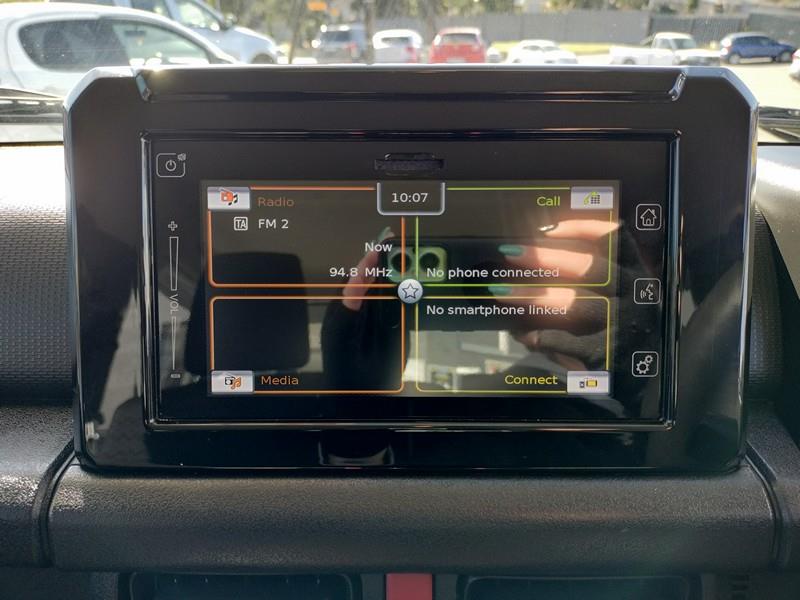 10:07
Radio
TA FM 2
Now
94.8 MHz
Call
No phone connected
No smartphone linked
Media
Connect
VOL